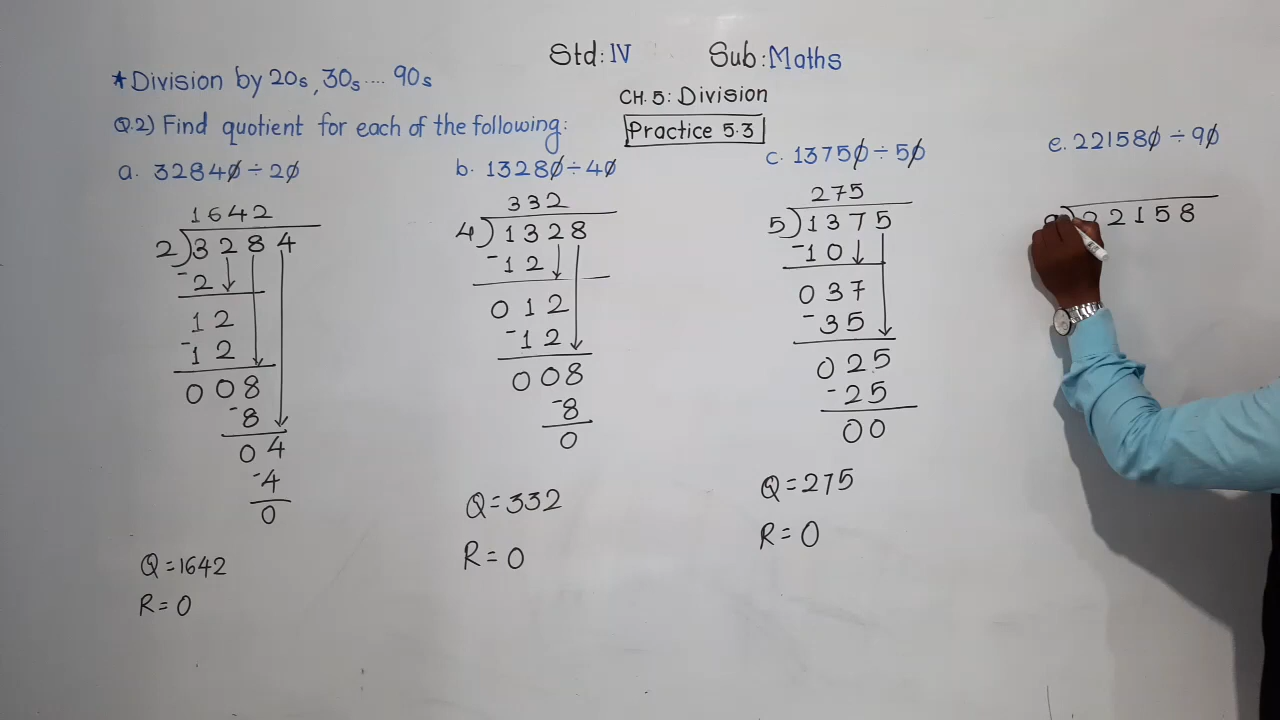 Std: IV Sub: Maths
*Division by 20s, 30s .... 90s
CH. 5: Division
Q.2) Find quotient for each of the following:
Practice 5.3
a. 32840 ÷ 20
1642
2)3284
-2
12
-12
008
-8
04
-4
0
Q = 1642
R = 0
b. 13280 ÷ 40
332
4)1328
-12
012
-12
008
-8
0
Q = 332
R = 0
c. 13750 ÷ 50
275
5)1375
-10
037
-35
025
-25
00
Q = 275
R = 0
e. 221580 ÷ 90
22158